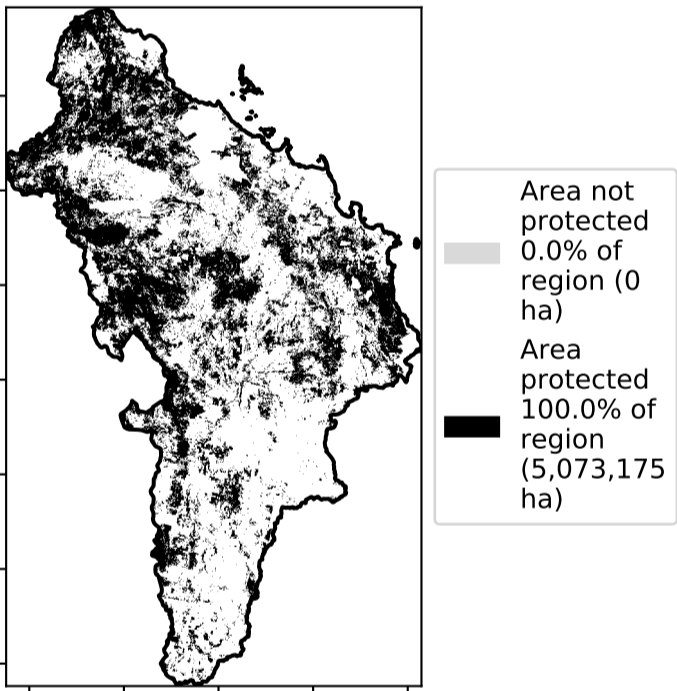 Area not
protected
0.0% of
region (0
ha)
Area
protected
100.0% of
region
(5,073,175
ha)